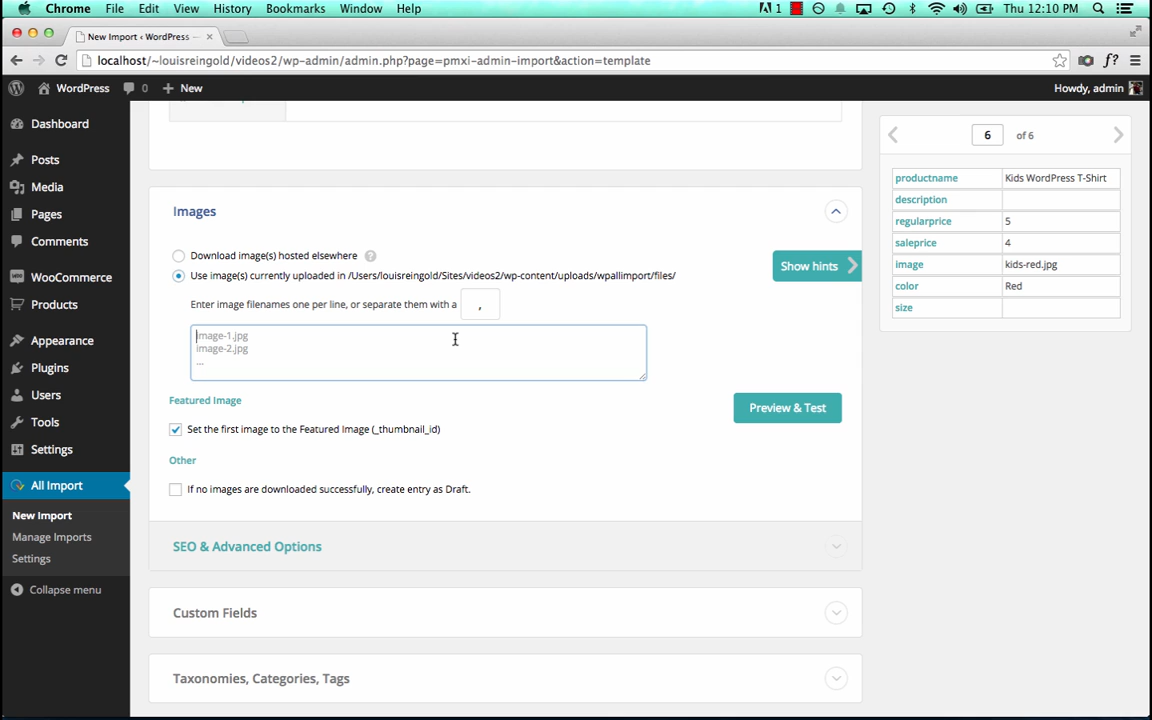 Chrome File Edit View History Bookmarks Window Help 1 Thu 12:10 PM
New Import ‹ WordPress —
localhost/~louisreingold/videos2/wp-admin/admin.php?page=pmxi-admin-import&action=template
f?
WordPress 0 New Howdy, admin
Dashboard
Posts
Media
Pages
Comments
WooCommerce
Products
Appearance
Plugins
Users
Tools
Settings
All Import
New Import
Manage Imports
Settings
Collapse menu
Images
Download image(s) hosted elsewhere ?
Use image(s) currently uploaded in /Users/louisreingold/Sites/videos2/wp-content/uploads/wpallimport/files/
Enter image filenames one per line, or separate them with a ,
image-1.jpg
image-2.jpg
...
Show hints
Featured Image
Preview & Test
Set the first image to the Featured Image (_thumbnail_id)
Other
If no images are downloaded successfully, create entry as Draft.
SEO & Advanced Options
Custom Fields
Taxonomies, Categories, Tags
6 of 6
productname Kids WordPress T-Shirt
description
regularprice 5
saleprice 4
image kids-red.jpg
color Red
size